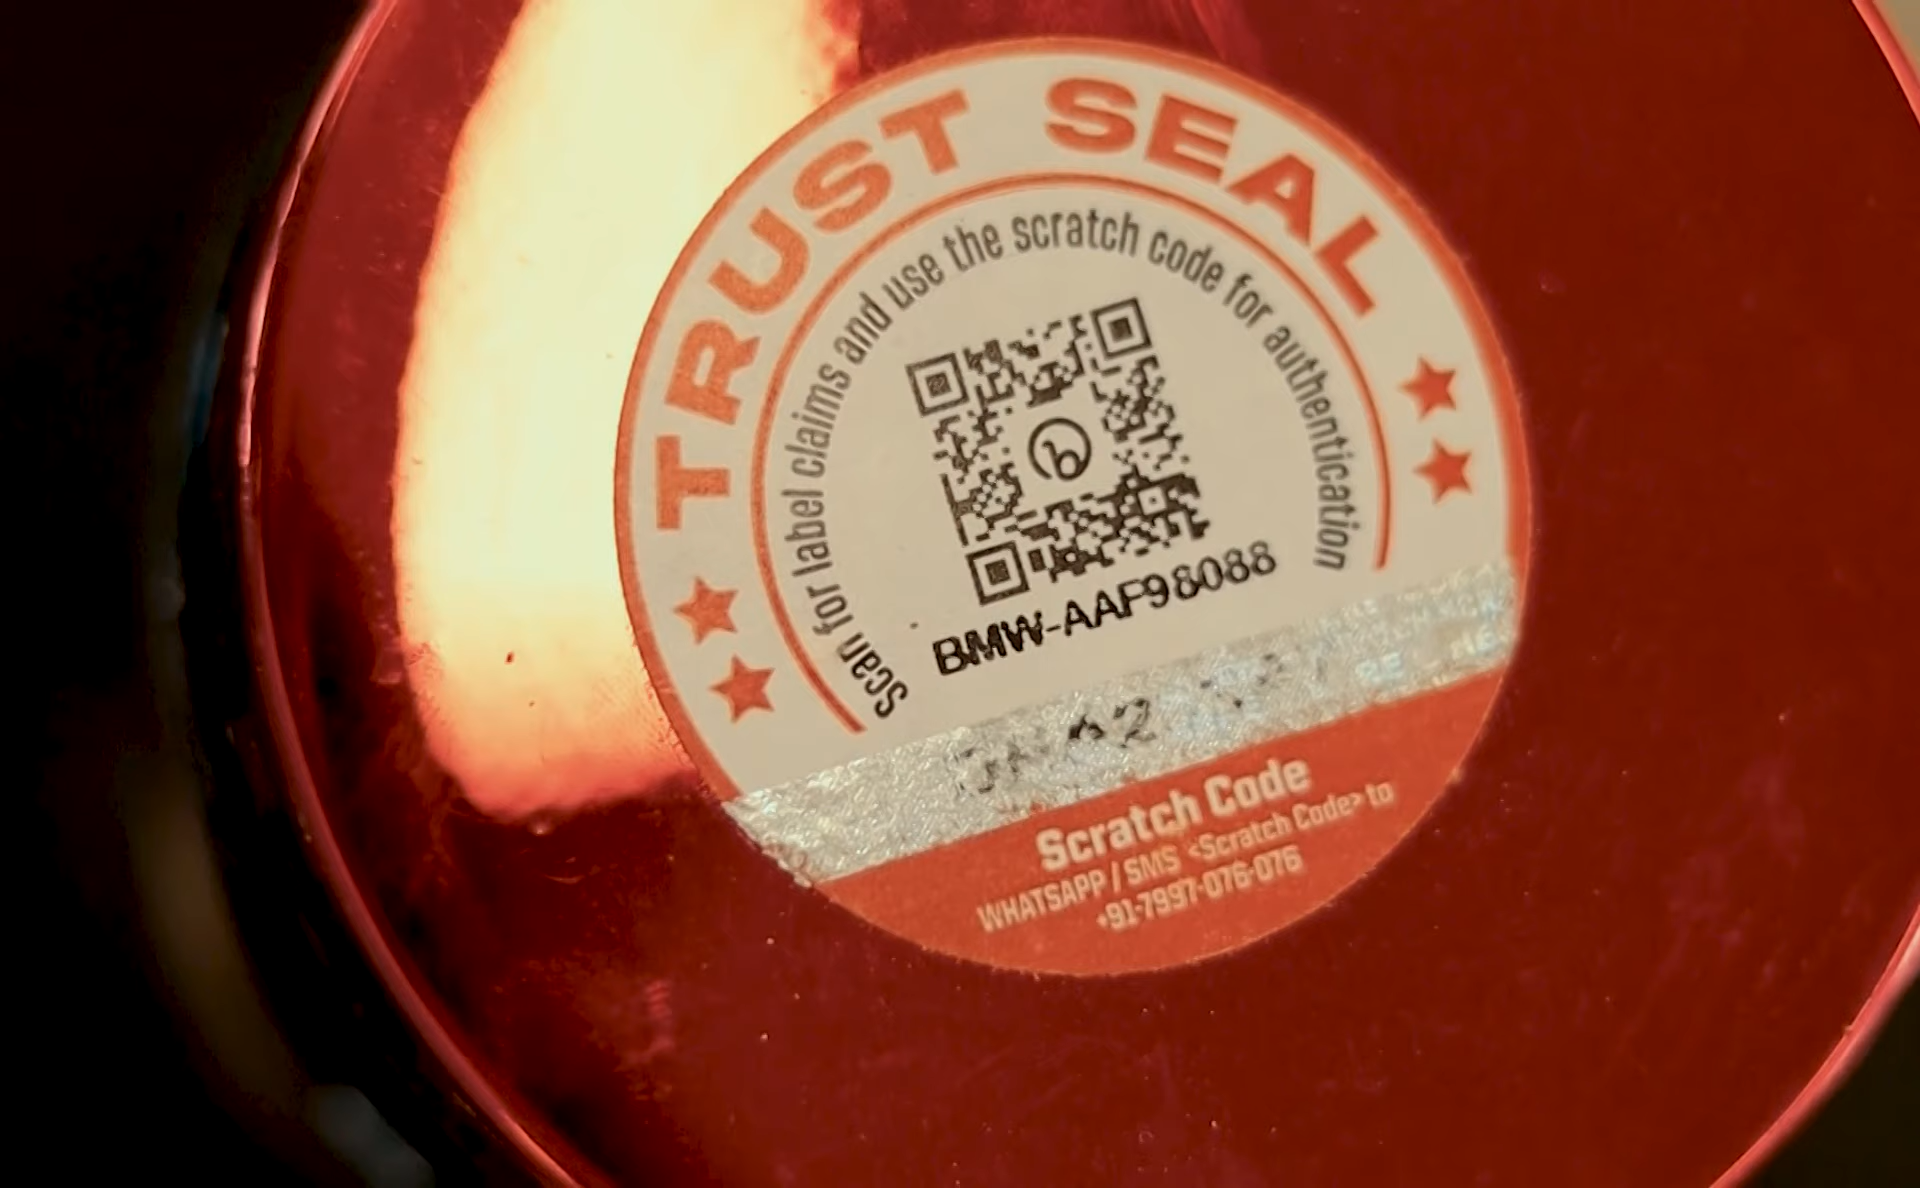 TRUST SEAL
Scan for label claims and use the scratch code for authentication
BMW-AAF98088
Scratch Code
WHATSAPP / SMS <Scratch Code> to
+91-7997-076-076